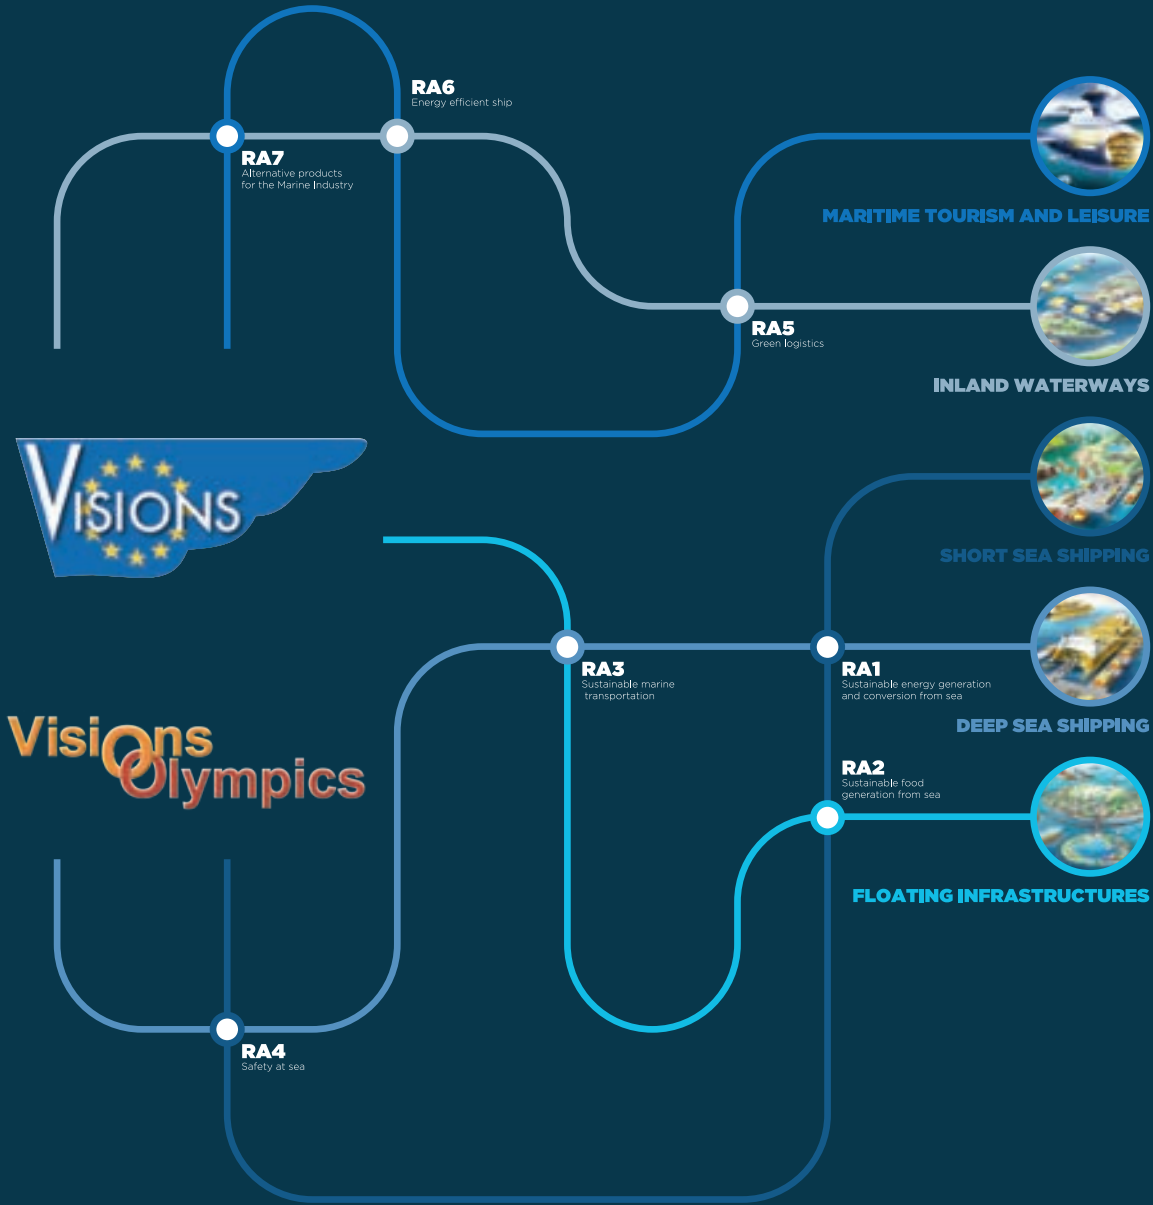 RA6
Energy efficient ship
RA7
Alternative products
for the Marine Industry
MARITIME TOURISM AND LEISURE
RA5
Green logistics
INLAND WATERWAYS
VISIONS
SHORT SEA SHIPPING
RA3
Sustainable marine
transportation
RA1
Sustainable energy generation
and conversion from sea
DEEP SEA SHIPPING
Visions
Olympics
RA2
Sustainable food
generation from sea
FLOATING INFRASTRUCTURES
RA4
Safety at sea